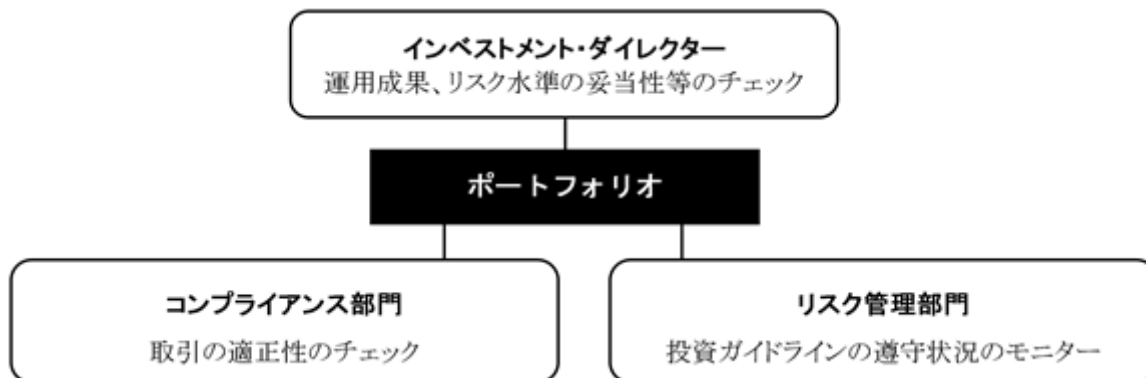 インベストメント・ダイレクター
運用成果、リスク水準の妥当性等のチェック
ポートフォリオ
コンプライアンス部門
取引の適正性のチェック
リスク管理部門
投資ガイドラインの遵守状況のモニター